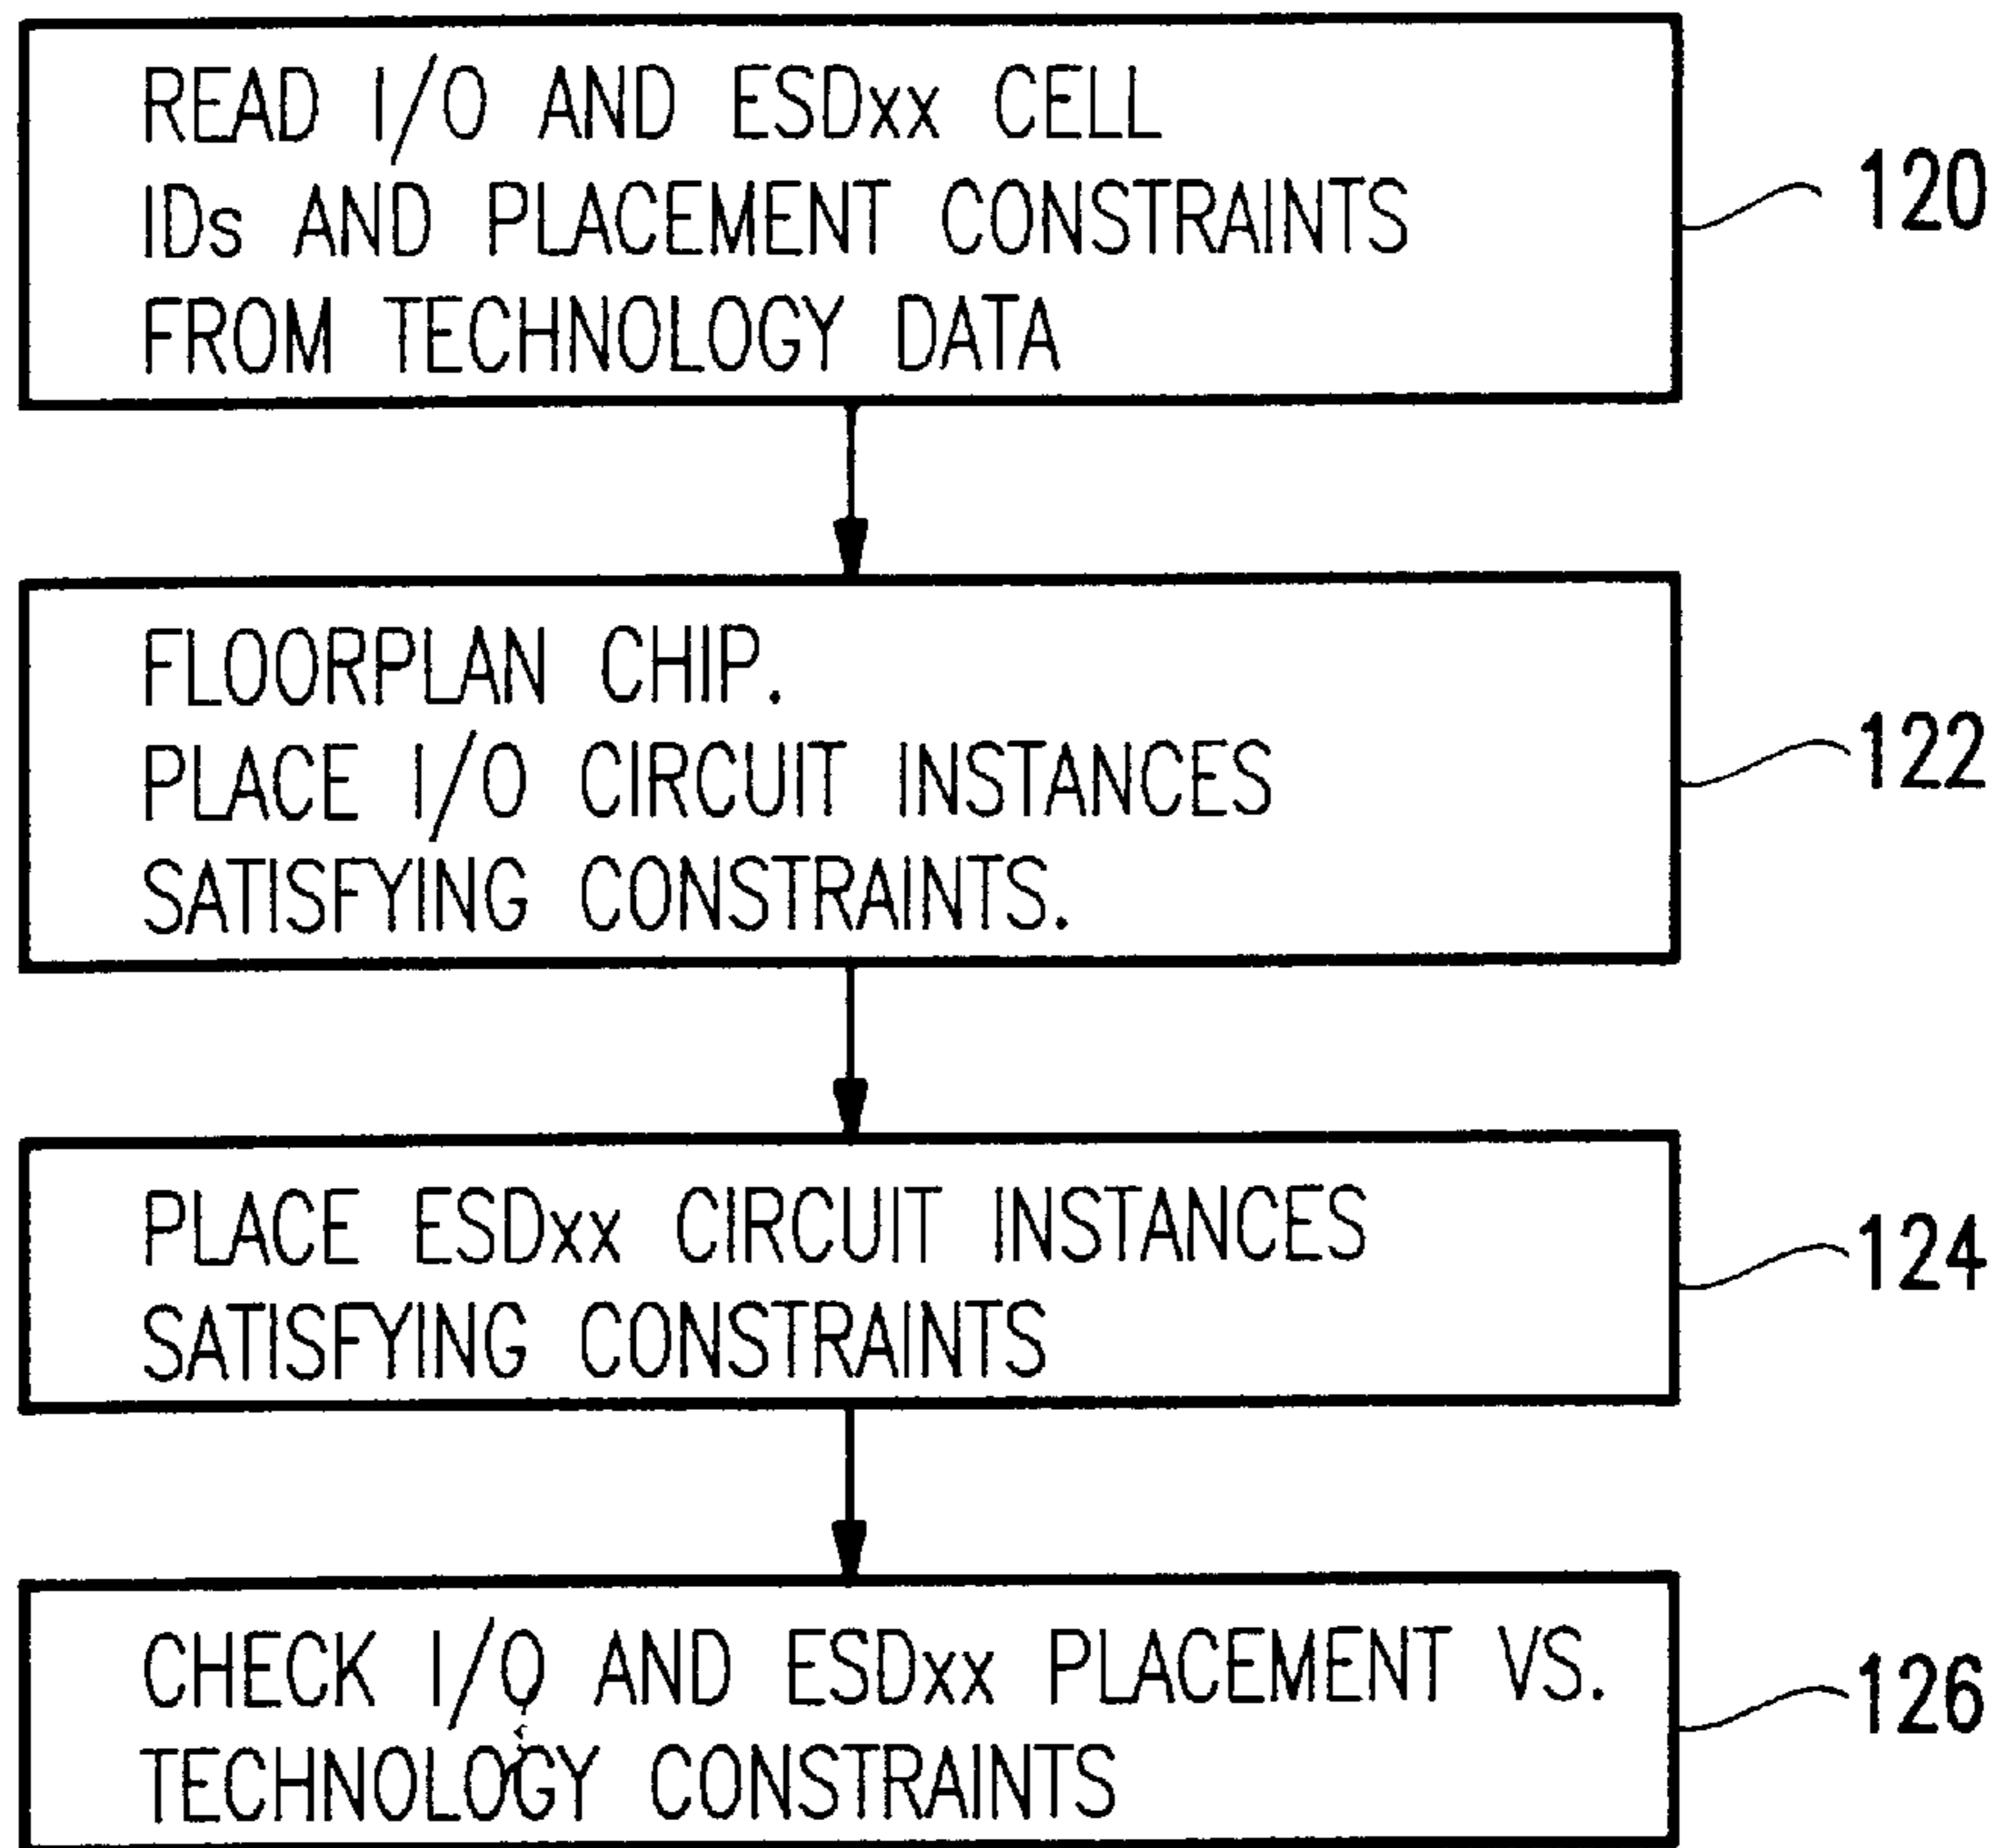 READ I/O AND ESDxx CELL
IDs AND PLACEMENT CONSTRAINTS
FROM TECHNOLOGY DATA
120
FLOORPLAN CHIP.
PLACE I/O CIRCUIT INSTANCES
SATISFYING CONSTRAINTS.
122
PLACE ESDxx CIRCUIT INSTANCES
SATISFYING CONSTRAINTS
124
CHECK I/O AND ESDxx PLACEMENT VS.
TECHNOLOGY CONSTRAINTS
126